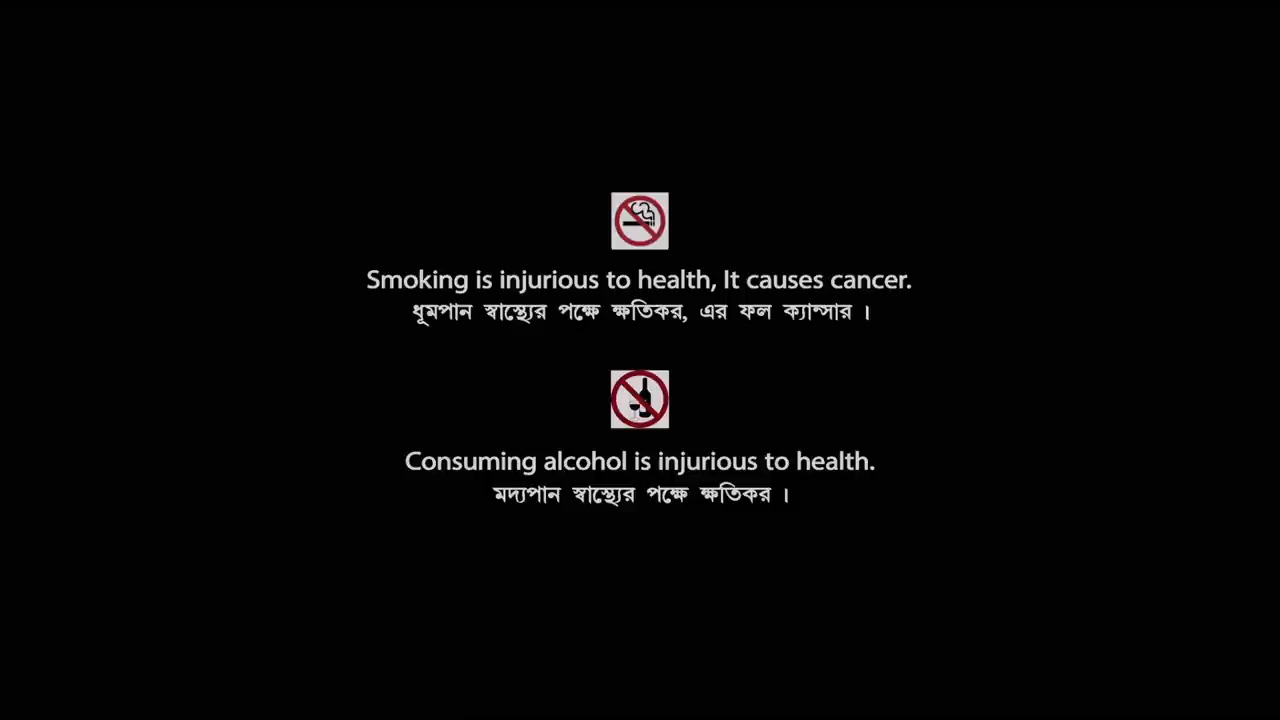 Smoking is injurious to health, It causes cancer.
ধূমপান স্বাস্থ্যের পক্ষে ক্ষতিকর, এর ফল ক্যান্সার ।
Consuming alcohol is injurious to health.
মদ্যপান স্বাস্থ্যের পক্ষে ক্ষতিকর ।